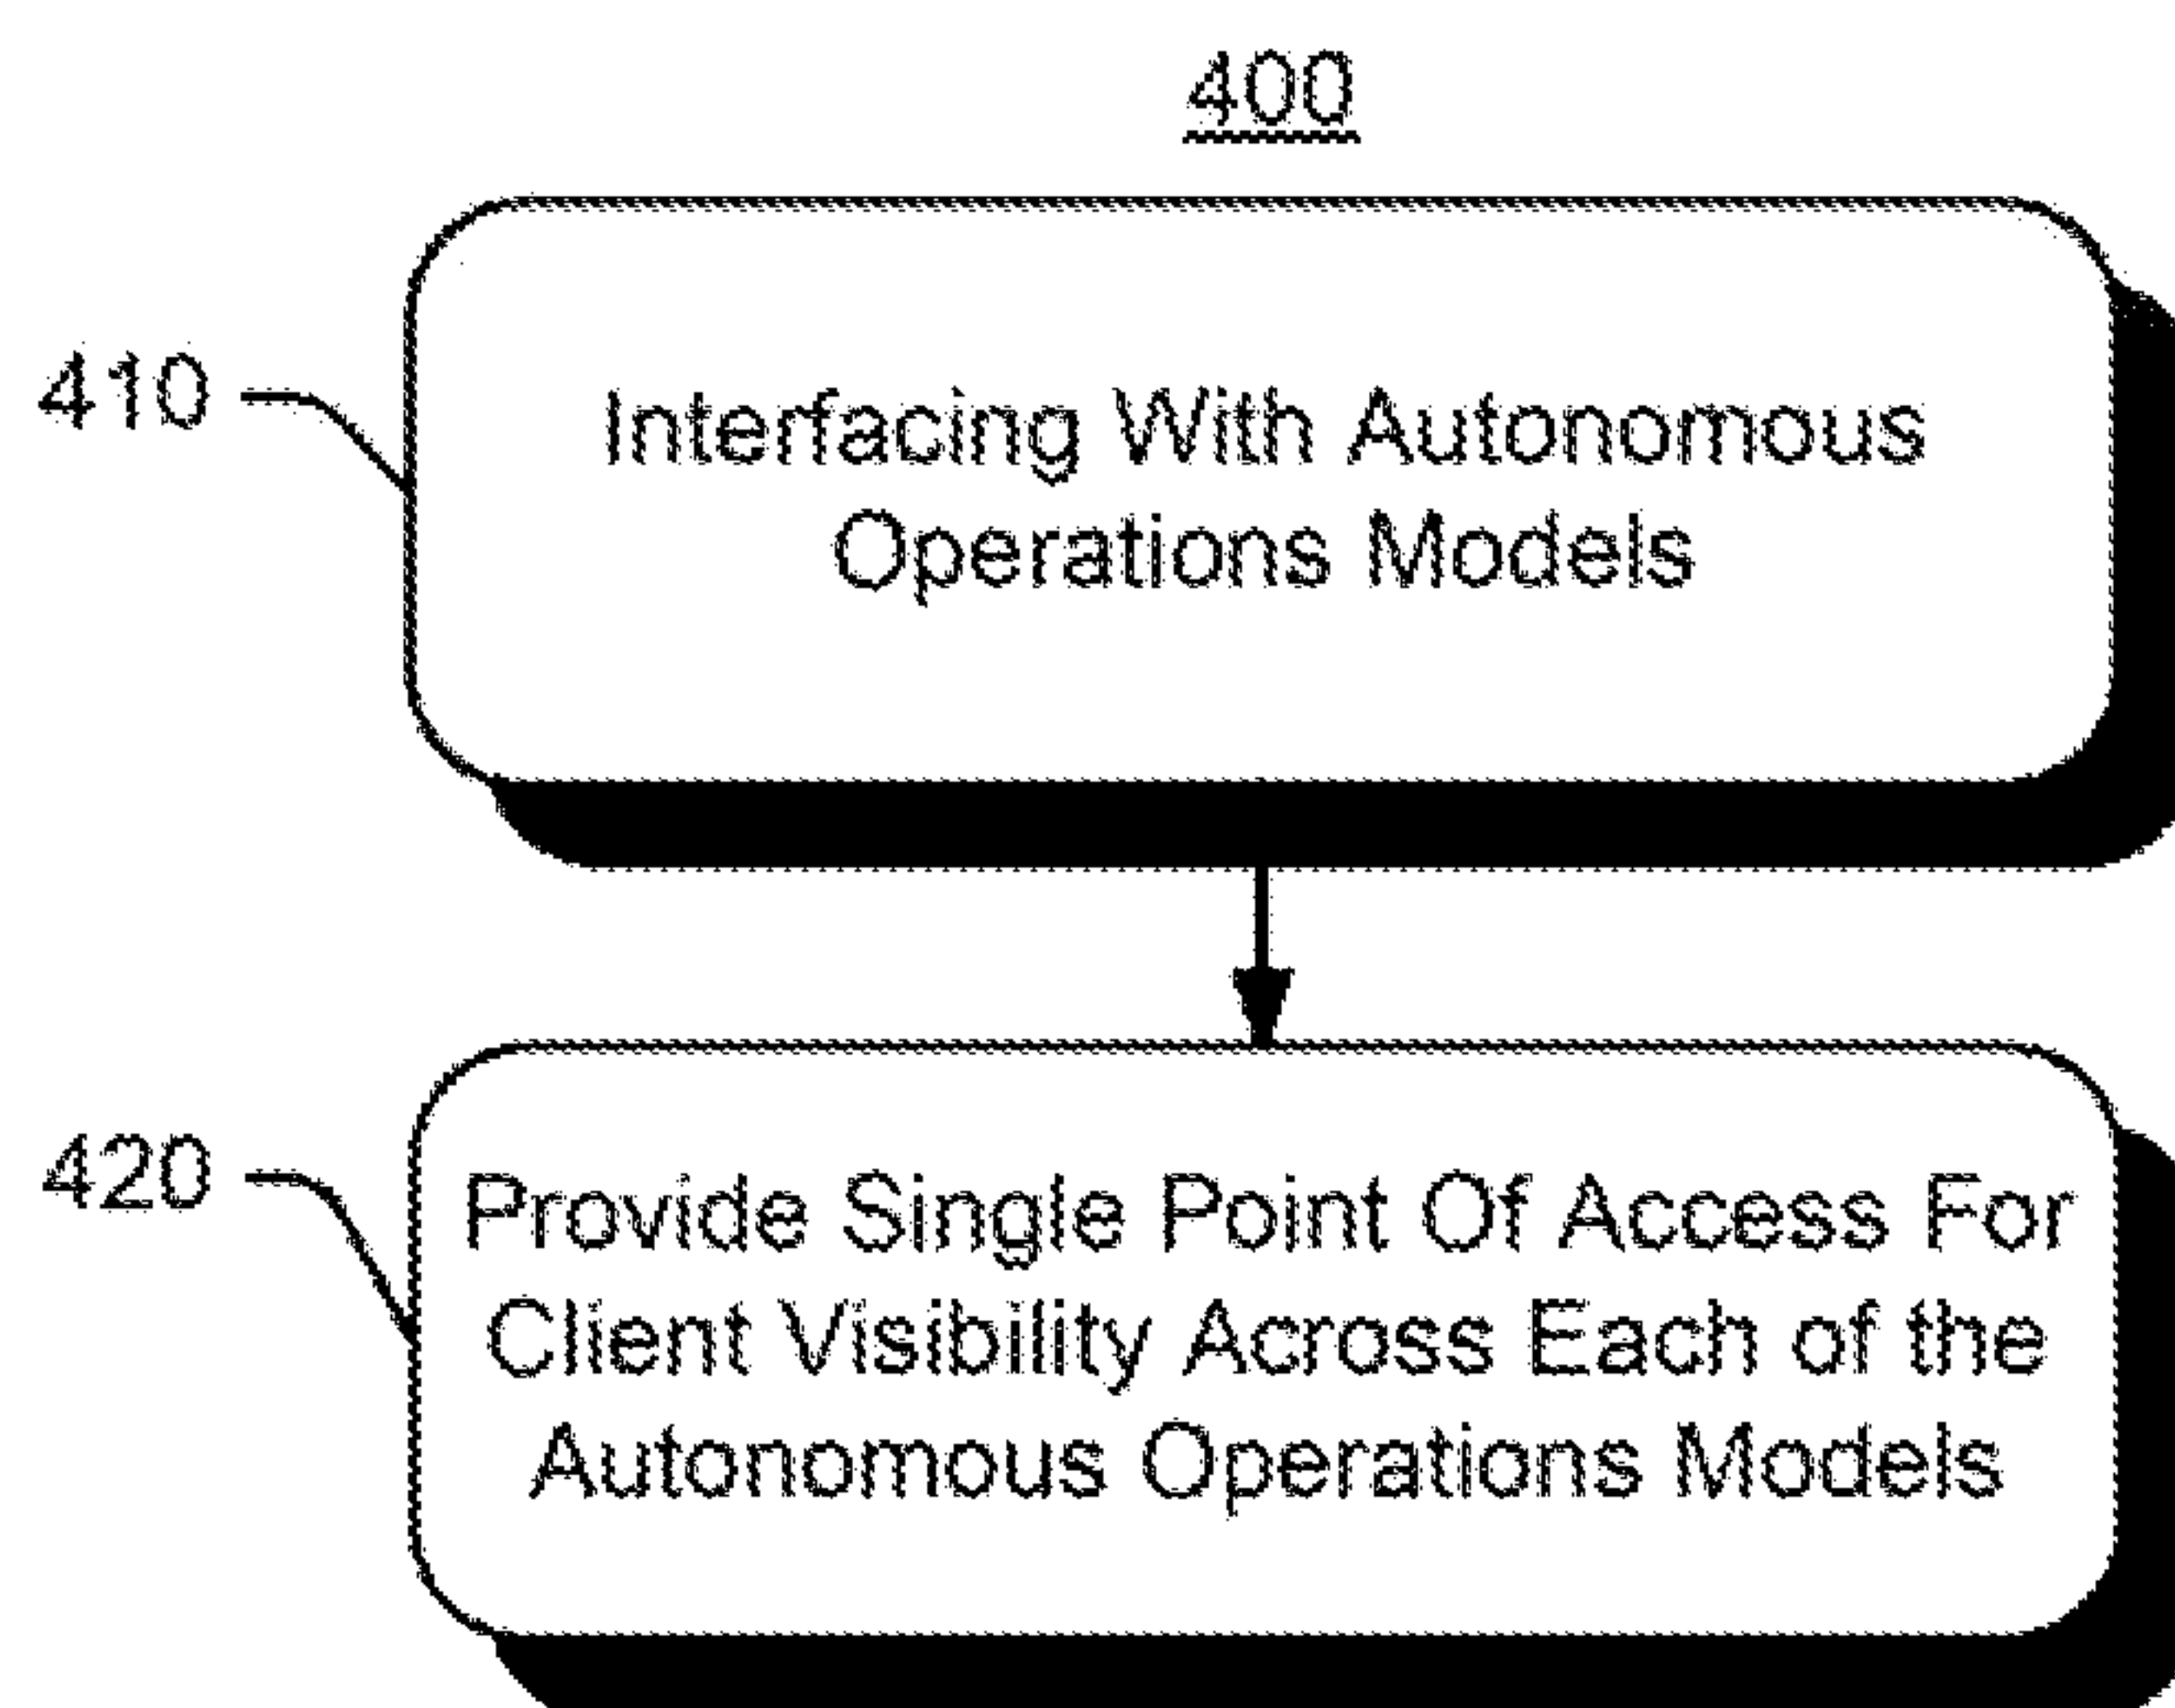 400
410
Interfacing With Autonomous
Operations Models
420
Provide Single Point Of Access For
Client Visibility Across Each of the
Autonomous Operations Models